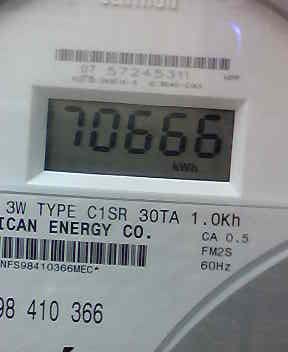 07 57245311
70666
kWh
3W TYPE C1SR 30TA 1.0Kh
ICAN ENERGY CO.
CA 0.5
FM2S
60Hz
NFS98410366MEC*
98 410 366